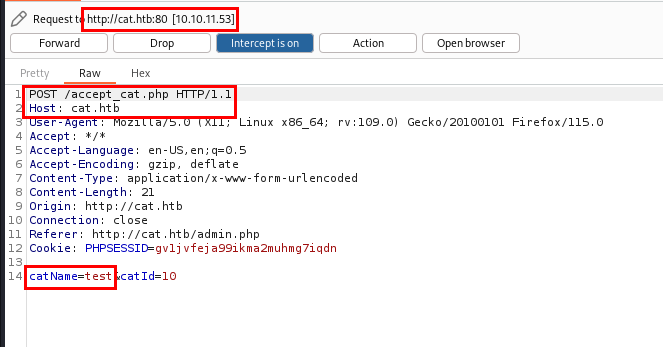 Request to http://cat.htb:80 [10.10.11.53]
Forward Drop Intercept is on Action Open browser
Pretty Raw Hex
1 POST /accept_cat.php HTTP/1.1
2 Host: cat.htb
3 User-Agent: Mozilla/5.0 (X11; Linux x86_64; rv:109.0) Gecko/20100101 Firefox/115.0
4 Accept: */*
5 Accept-Language: en-US,en;q=0.5
6 Accept-Encoding: gzip, deflate
7 Content-Type: application/x-www-form-urlencoded
8 Content-Length: 21
9 Origin: http://cat.htb
10 Connection: close
11 Referer: http://cat.htb/admin.php
12 Cookie: PHPSESSID=gv1jvfeja99ikma2muhmg7iqdn
13
14 catName=test&catId=10